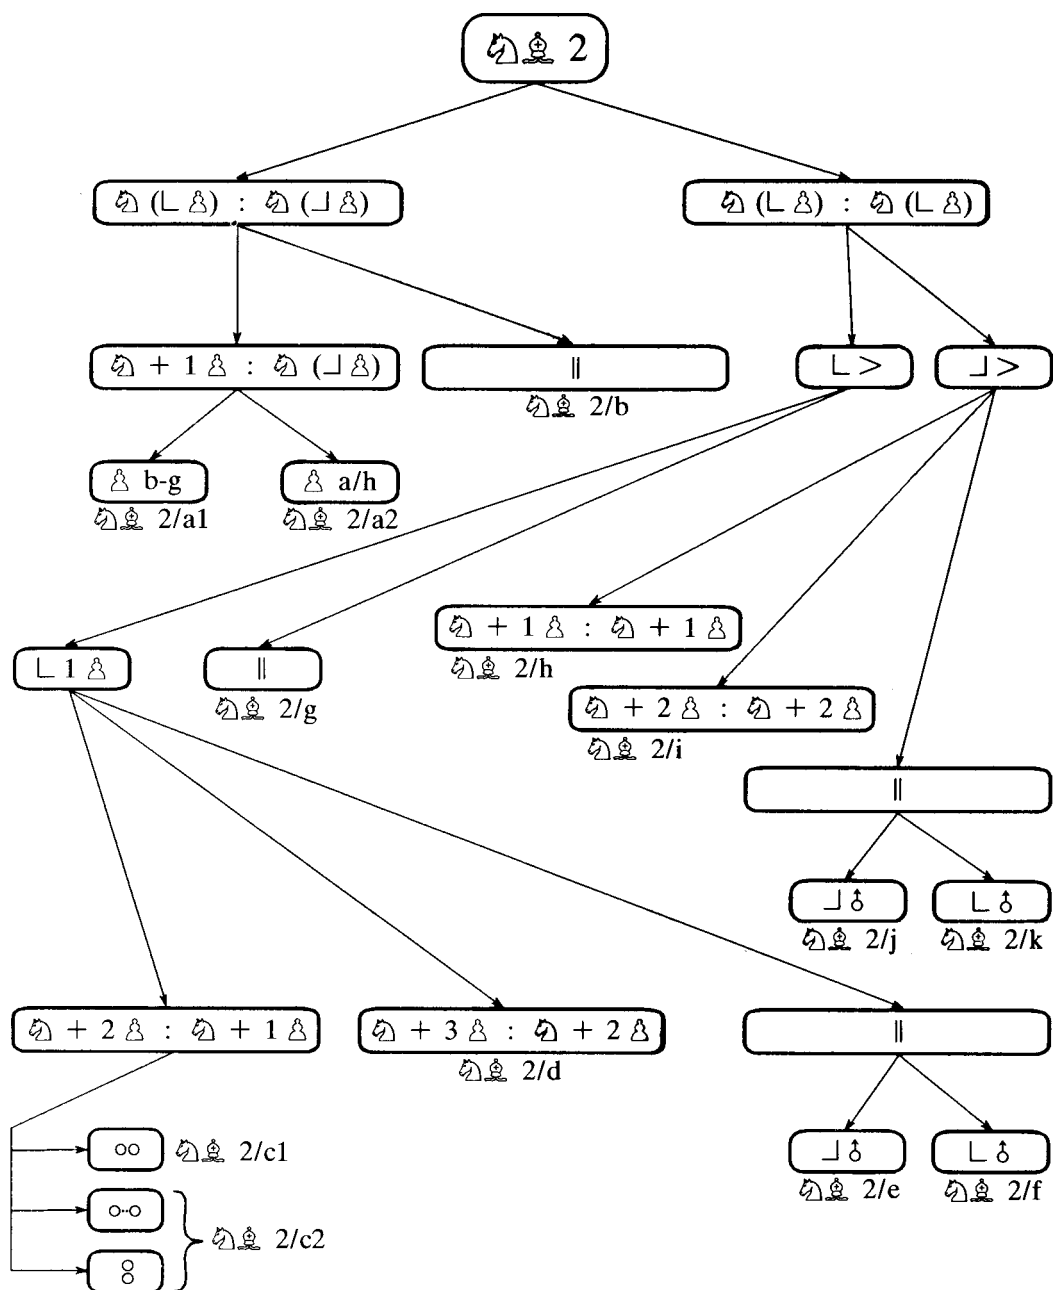 ♘♗ 2
♘ (∟ ♙) : ♘ (⅃ ♙)
♘ (∟ ♙) : ♘ (∟ ♙)
♘ + 1 ♙ : ♘ (⅃ ♙)
||
∟ >
⅃ >
♘♗ 2/b
♙ b-g
♙ a/h
♘♗ 2/a1
♘♗ 2/a2
♘ + 1 ♙ : ♘ + 1 ♙
♘♗ 2/h
∟ 1 ♙
||
♘♗ 2/g
♘ + 2 ♙ : ♘ + 2 ♙
♘♗ 2/i
||
⅃ ♁
∟ ♁
♘♗ 2/j
♘♗ 2/k
♘ + 2 ♙ : ♘ + 1 ♙
♘ + 3 ♙ : ♘ + 2 ♙
||
♘♗ 2/d
○○
♘♗ 2/c1
⅃ ♁
∟ ♁
♘♗ 2/e
♘♗ 2/f
○··○
♘♗ 2/c2
8